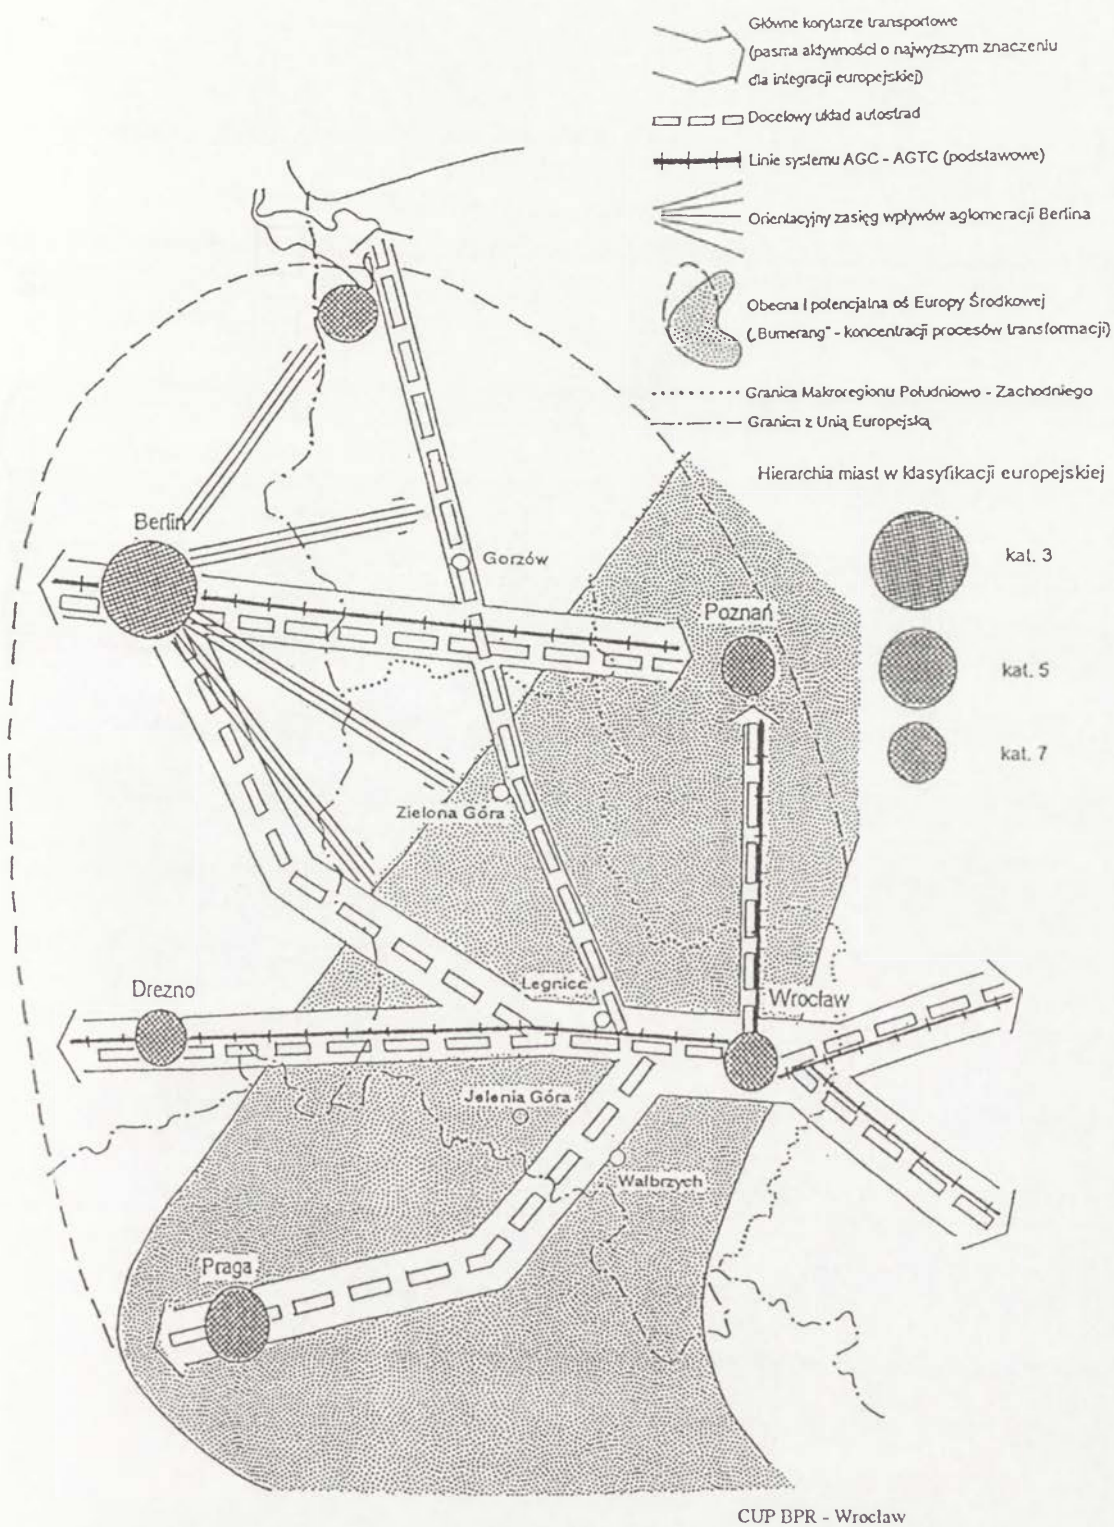 Główne korytarze transportowe
(pasma aktywności o najwyższym znaczeniu
dla integracji europejskiej)
Docelowy układ autostrad
Linie systemu AGC - AGTC (podstawowe)
Orientacyjny zasięg wpływów aglomeracji Berlina
Obecna i potencjalna oś Europy Środkowej
(„Bumerang" - koncentracji procesów transformacji)
Granica Makroregionu Południowo - Zachodniego
Granica z Unią Europejską
Hierarchia miast w klasyfikacji europejskiej
kat. 3
kat. 5
kat. 7
Berlin
Gorzów
Poznań
Zielona Góra
Drezno
Legnica
Wrocław
Jelenia Góra
Wałbrzych
Praga
CUP BPR - Wrocław